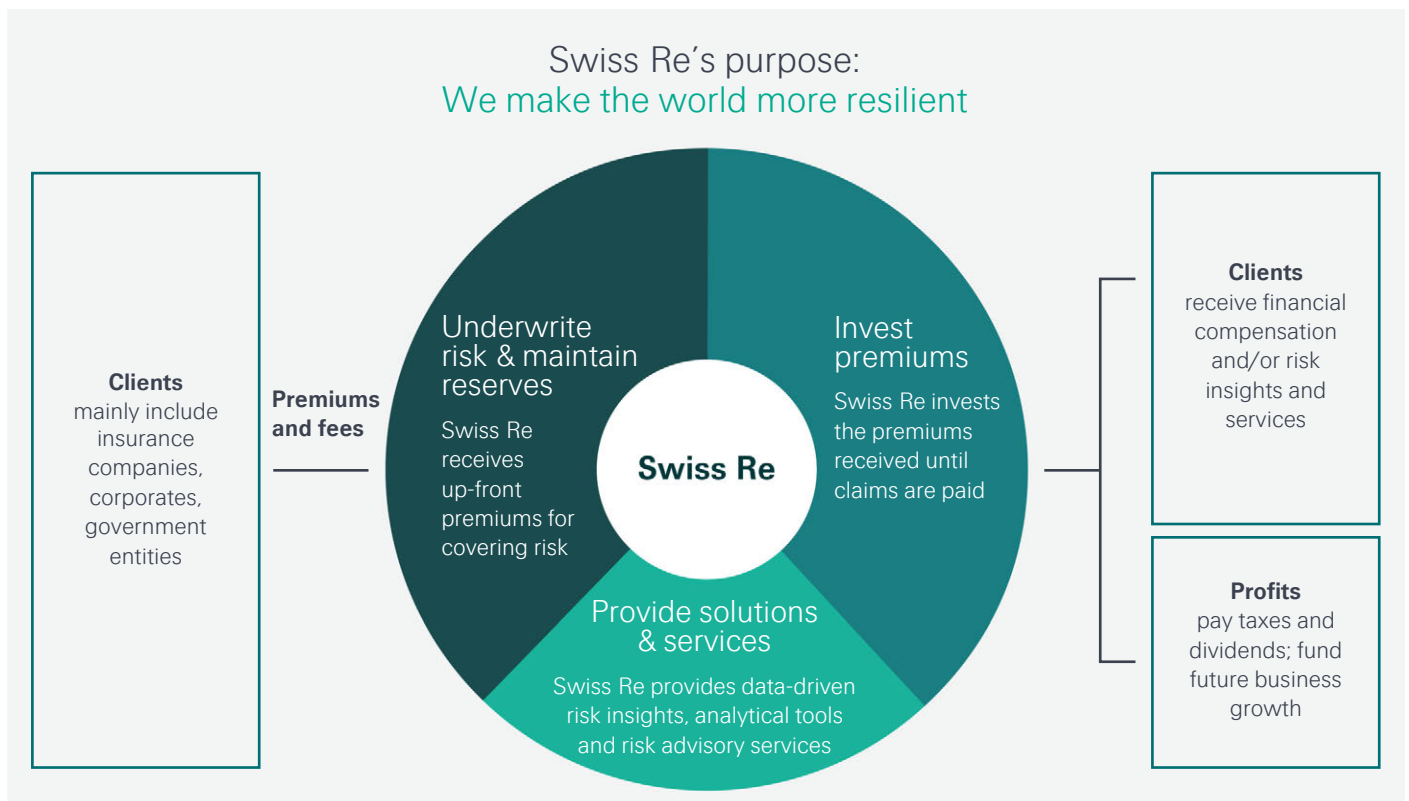 Swiss Re´s purpose:
We make the world more resilient
Clients
mainly include
insurance
companies,
corporates,
government
entities
Premiums
and fees
Underwrite
risk & maintain
reserves
Swiss Re
receives
up-front
premiums for
covering risk
Swiss Re
Invest
premiums
Swiss Re invests
the premiums
received until
claims are paid
Provide solutions
& services
Swiss Re provides data-driven
risk insights, analytical tools
and risk advisory services
Clients
receive financial
compensation
and/or risk
insights and
services
Profits
pay taxes and
dividends; fund
future business
growth